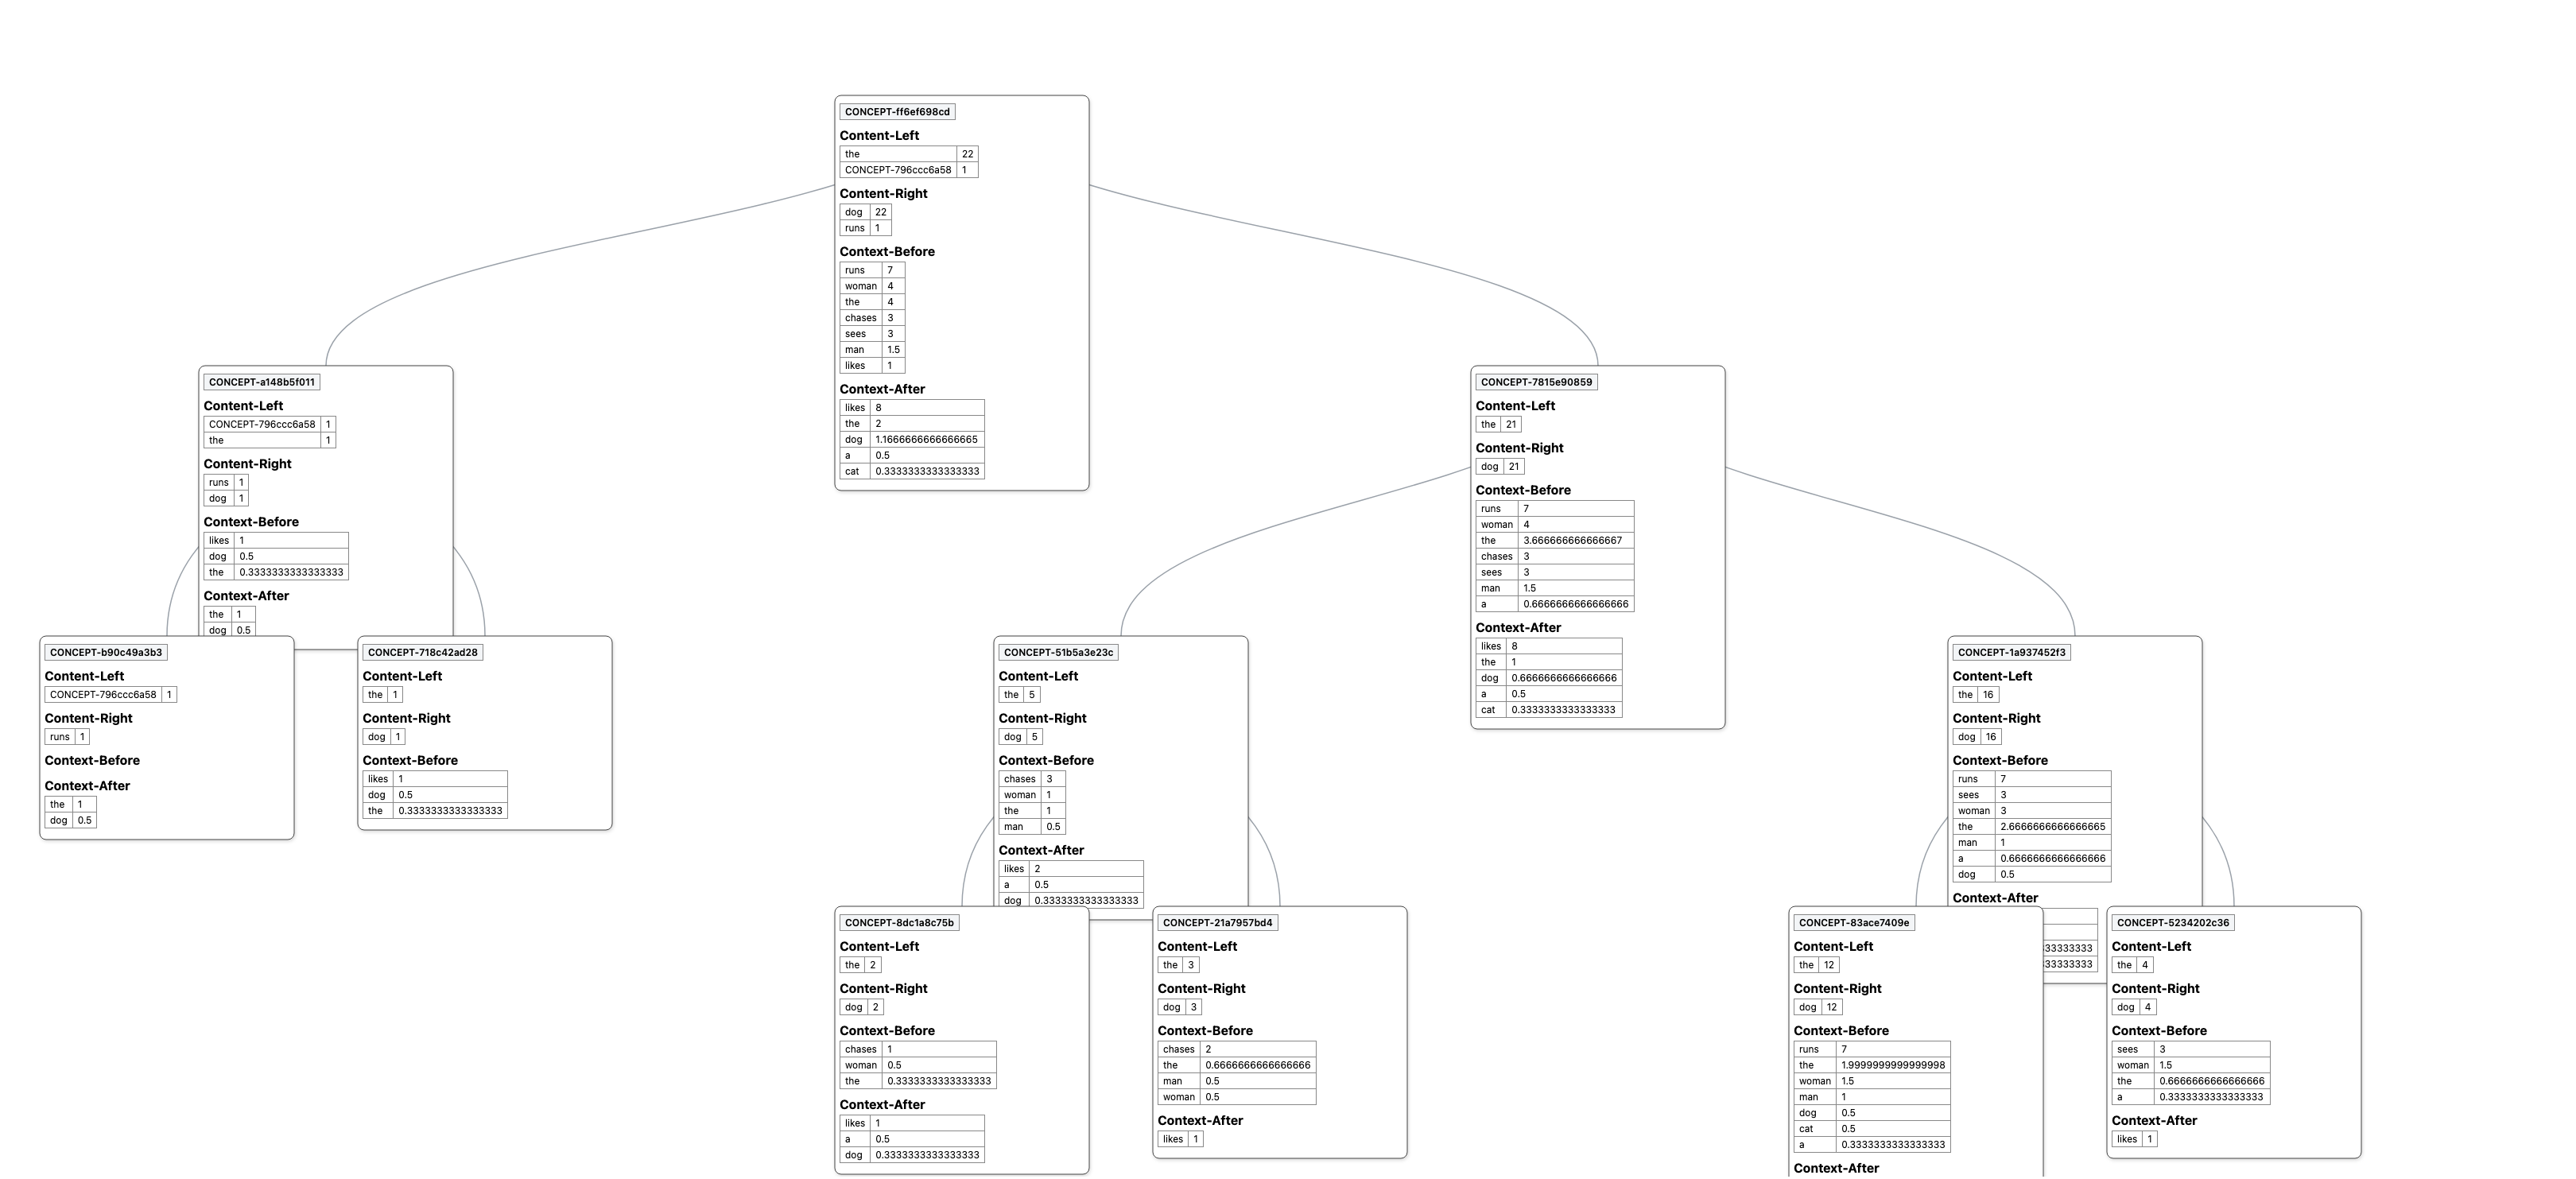 CONCEPT-ff6ef698cd
Content-Left
the 22
CONCEPT-796ccc6a58 1
Content-Right
dog 22
runs 1
Context-Before
runs 7
woman 4
the 4
chases 3
sees 3
man 1.5
likes 1
Context-After
likes 8
the 2
dog 1.1666666666666665
a 0.5
cat 0.3333333333333333
CONCEPT-a148b5f011
Content-Left
CONCEPT-796ccc6a58 1
the 1
Content-Right
runs 1
dog 1
Context-Before
likes 1
dog 0.5
the 0.3333333333333333
Context-After
the 1
dog 0.5
CONCEPT-7815e90859
Content-Left
the 21
Content-Right
dog 21
Context-Before
runs 7
woman 4
the 3.666666666666667
chases 3
sees 3
man 1.5
a 0.6666666666666666
Context-After
likes 8
the 1
dog 0.6666666666666666
a 0.5
cat 0.3333333333333333
CONCEPT-b90c49a3b3
Content-Left
CONCEPT-796ccc6a58 1
Content-Right
runs 1
Context-Before
Context-After
the 1
dog 0.5
CONCEPT-718c42ad28
Content-Left
the 1
Content-Right
dog 1
Context-Before
likes 1
dog 0.5
the 0.3333333333333333
CONCEPT-51b5a3e23c
Content-Left
the 5
Content-Right
dog 5
Context-Before
chases 3
woman 1
the 1
man 0.5
Context-After
likes 2
a 0.5
dog 0.3333333333333333
CONCEPT-1a937452f3
Content-Left
the 16
Content-Right
dog 16
Context-Before
runs 7
sees 3
woman 3
the 2.6666666666666665
man 1
a 0.6666666666666666
dog 0.5
Context-After
CONCEPT-8dc1a8c75b
Content-Left
the 2
Content-Right
dog 2
Context-Before
chases 1
woman 0.5
the 0.3333333333333333
Context-After
likes 1
a 0.5
dog 0.3333333333333333
CONCEPT-21a7957bd4
Content-Left
the 3
Content-Right
dog 3
Context-Before
chases 2
the 0.6666666666666666
man 0.5
woman 0.5
Context-After
likes 1
CONCEPT-83ace7409e
Content-Left
the 12
Content-Right
dog 12
Context-Before
runs 7
the 1.9999999999999998
woman 1.5
man 1
dog 0.5
cat 0.5
a 0.3333333333333333
Context-After
CONCEPT-5234202c36
Content-Left
the 4
Content-Right
dog 4
Context-Before
sees 3
woman 1.5
the 0.6666666666666666
a 0.3333333333333333
Context-After
likes 1